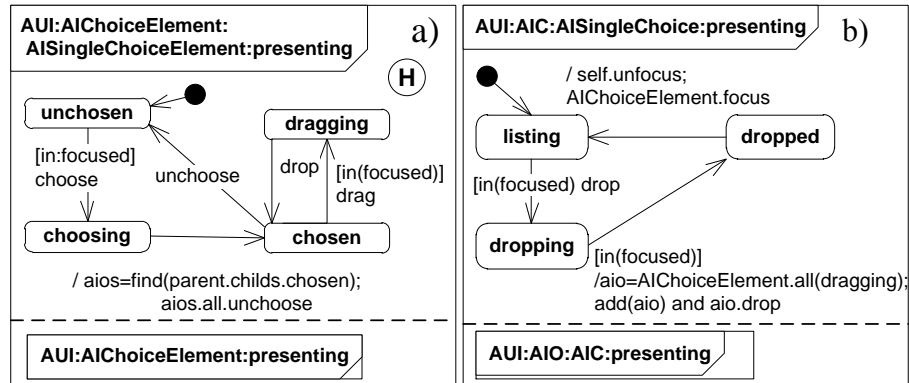 AUI:AIChoiceElement:
AISingleChoiceElement:presenting
a)
H
unchosen
dragging
[in:focused]
choose
unchoose
drop
[in(focused)]
drag
choosing
chosen
/ aios=find(parent.childs.chosen);
aios.all.unchoose
AUI:AIChoiceElement:presenting
AUI:AIC:AISingleChoice:presenting
b)
/ self.unfocus;
AIChoiceElement.focus
listing
dropped
[in(focused) drop
dropping
[in(focused)]
/aio=AIChoiceElement.all(dragging);
add(aio) and aio.drop
AUI:AIO:AIC:presenting